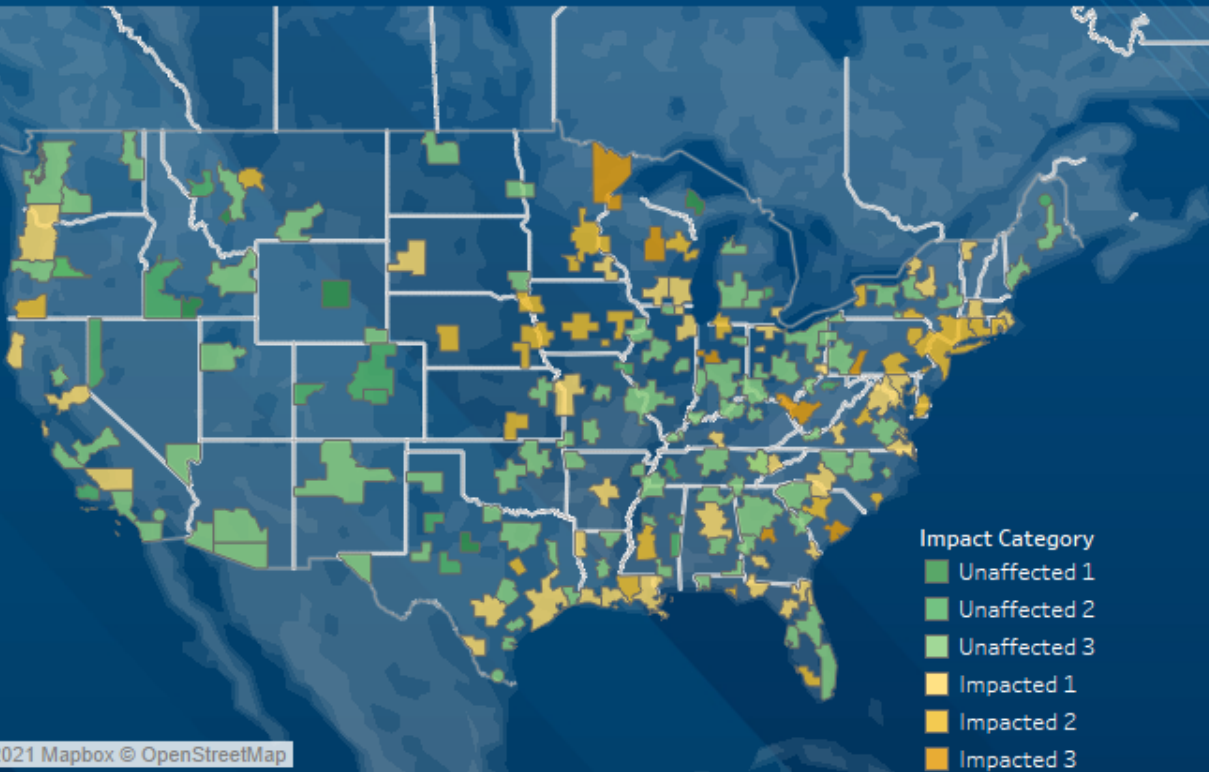 Impact Category
Unaffected 1
Unaffected 2
Unaffected 3
Impacted 1
Impacted 2
Impacted 3
2021 Mapbox © OpenStreetMap